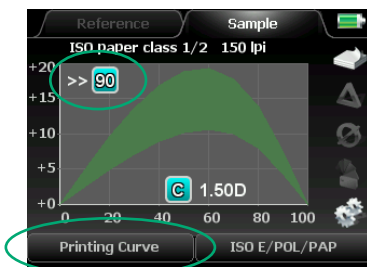 Reference Sample
ISO paper class 1/2 150 lpi
+20
>> 90
+15
+10
+5
C 1.50D
+0
0 20 40 60 80 100
Printing Curve ISO E/POL/PAP